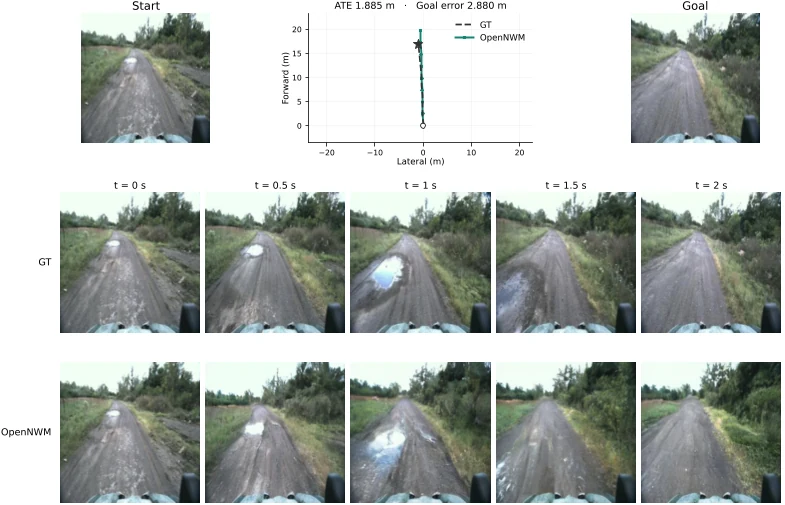 Start
ATE 1.885 m · Goal error 2.880 m
Goal
GT
OpenNWM
20
15
10
5
0
Forward (m)
−20 −10 0 10 20
Lateral (m)
t = 0 s t = 0.5 s t = 1 s t = 1.5 s t = 2 s
GT
OpenNWM